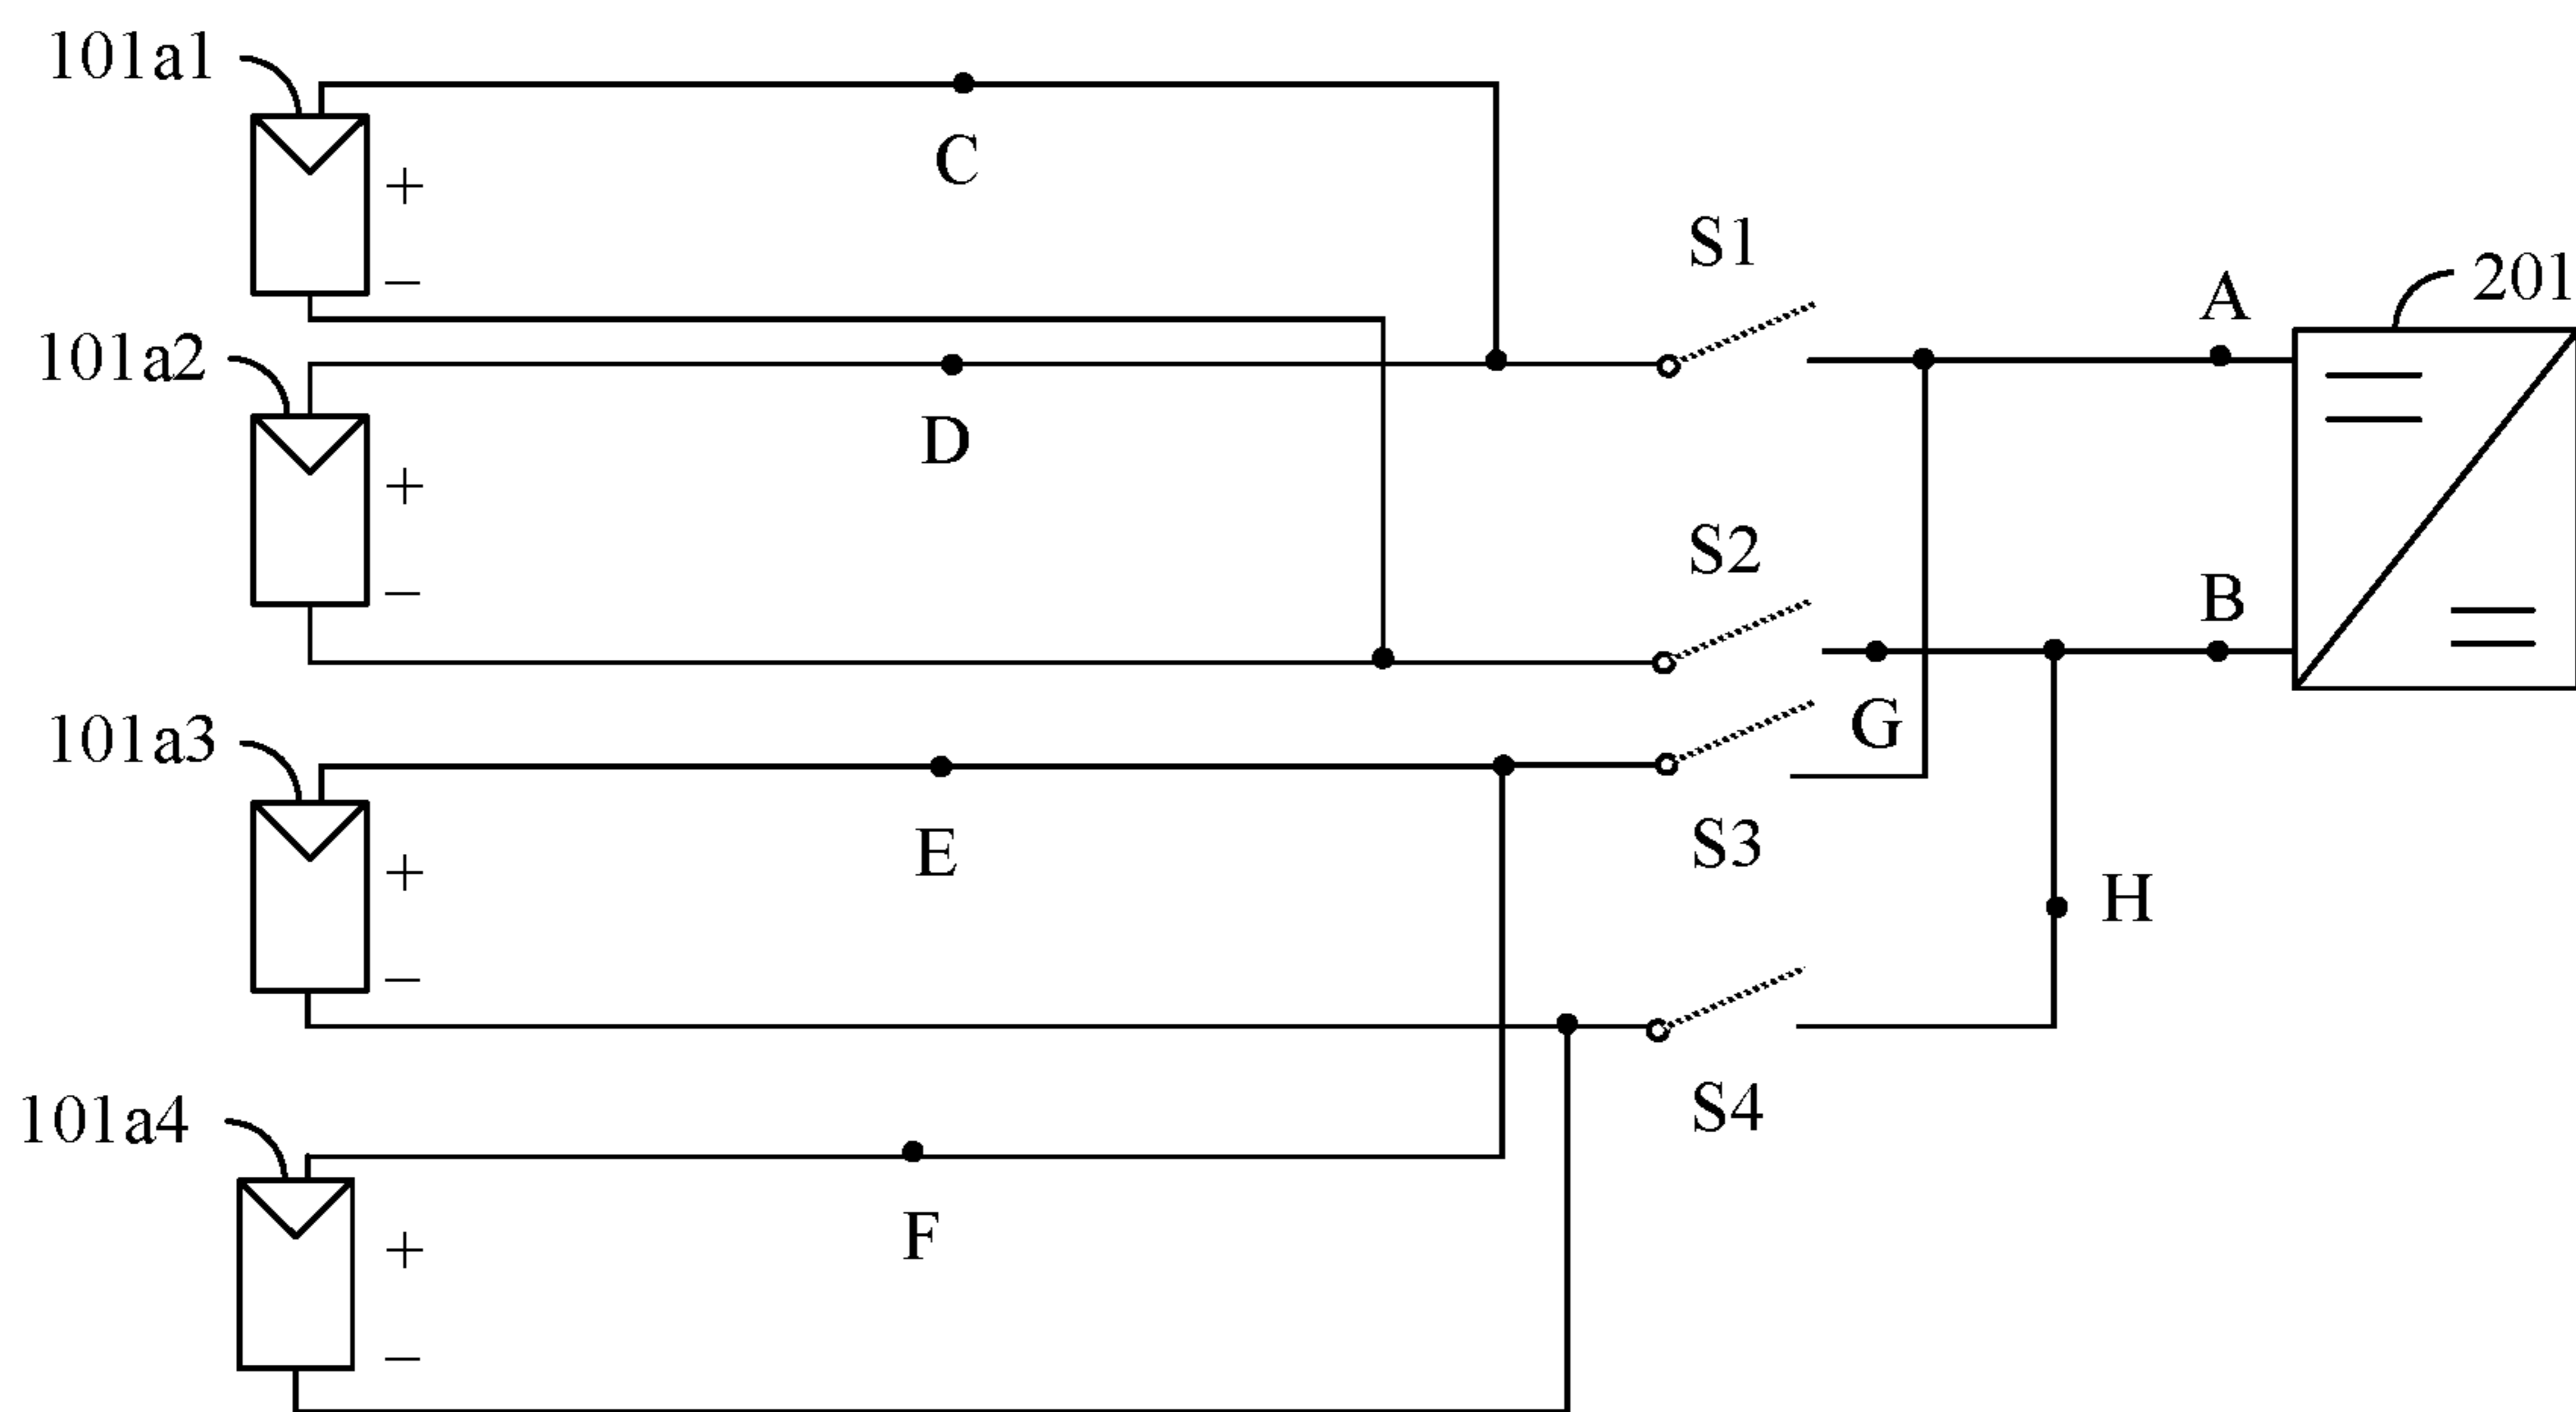 101a1
+
−
C
101a2
+
−
D
S1
A
201
S2
B
G
101a3
+
−
E
S3
H
S4
101a4
+
−
F